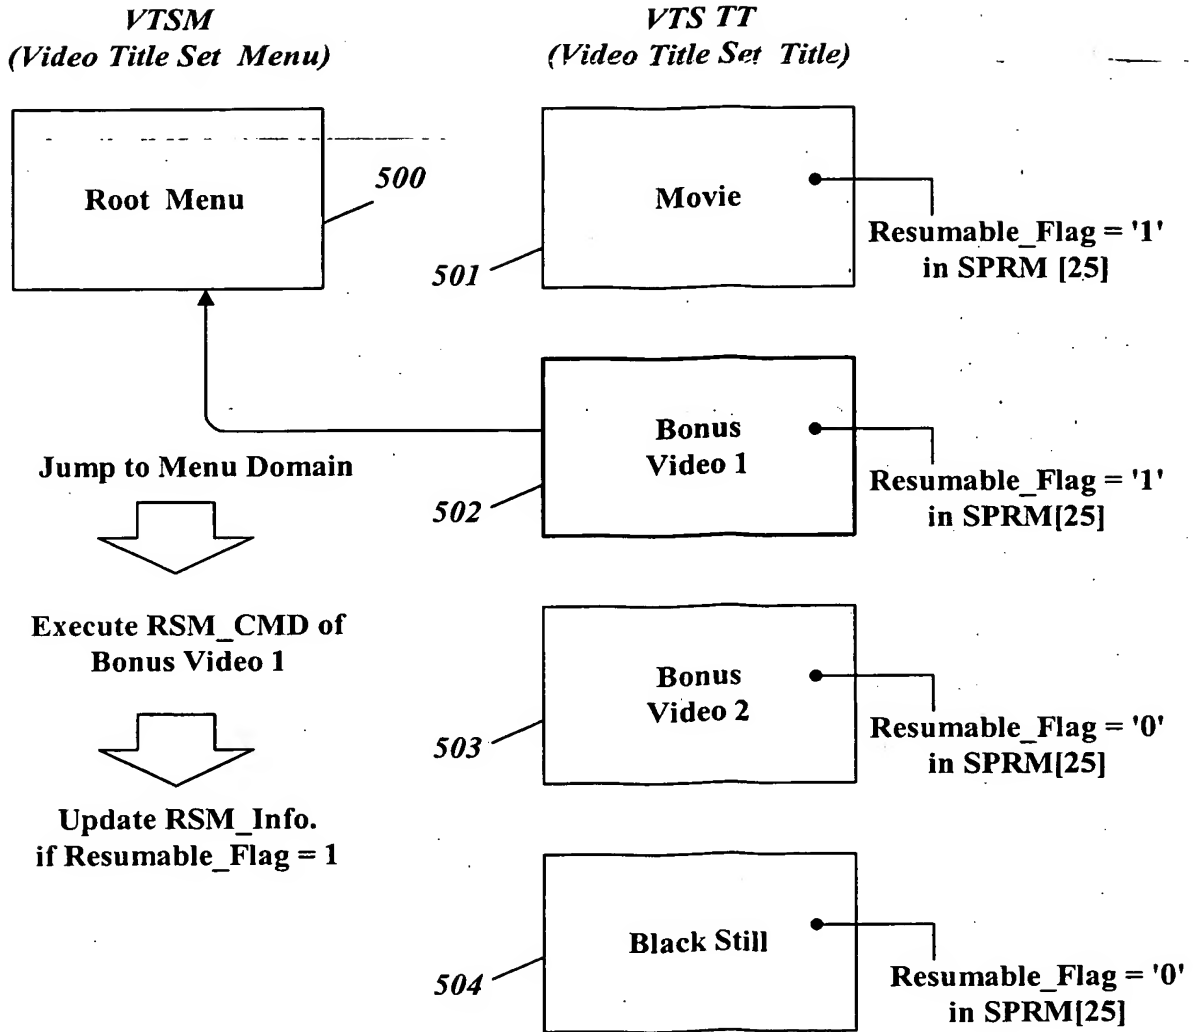 VTSM
(Video Title Set Menu)
VTS TT
(Video Title Set Title)
Root Menu
500
Movie
501
Resumable_Flag = '1'
in SPRM [25]
Bonus
Video 1
502
Resumable_Flag = '1'
in SPRM[25]
Jump to Menu Domain
Execute RSM_CMD of
Bonus Video 1
Bonus
Video 2
503
Resumable_Flag = '0'
in SPRM[25]
Update RSM_Info.
if Resumable_Flag = 1
Black Still
504
Resumable_Flag = '0'
in SPRM[25]